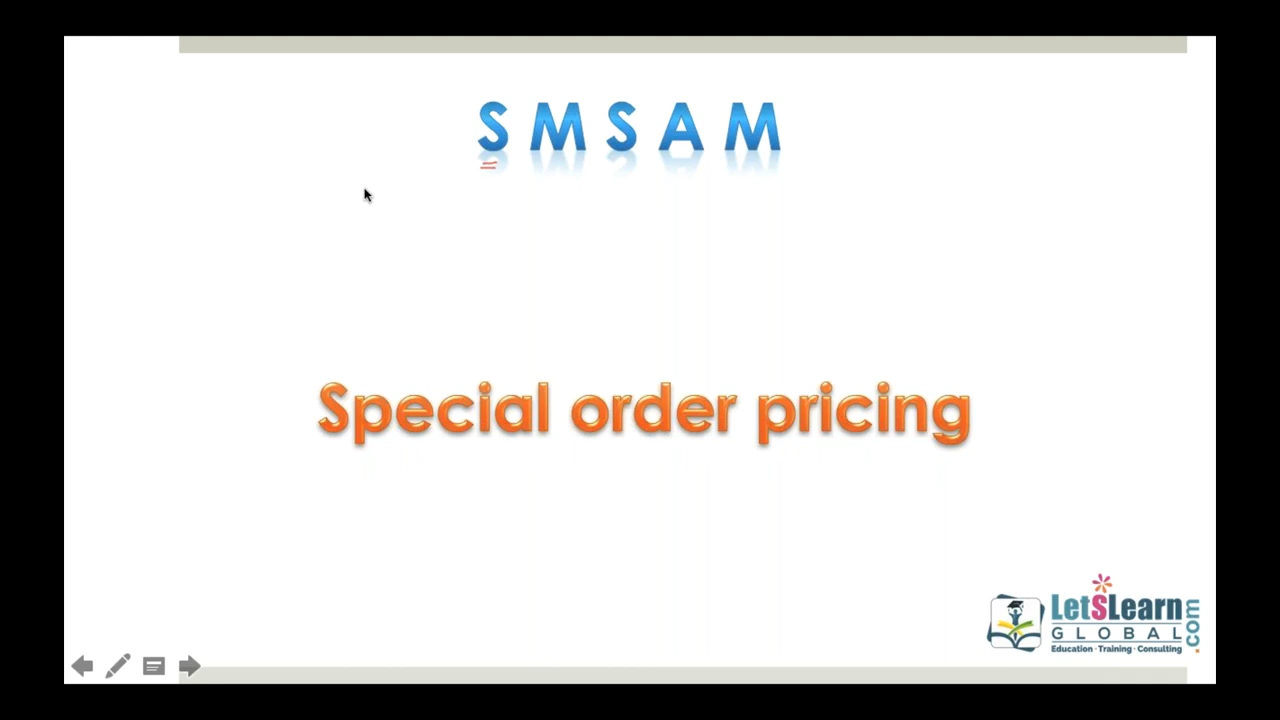 S M S A M
Special order pricing
LetSLearn
GLOBAL
.com
Education · Training · Consulting